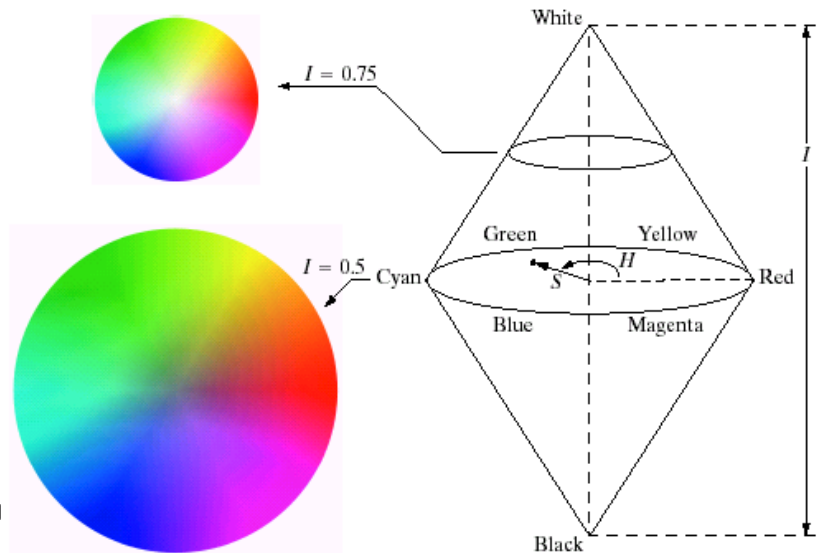 White
I = 0.75
I
Green Yellow
I = 0.5
H
Cyan
S
Red
Blue Magenta
Black